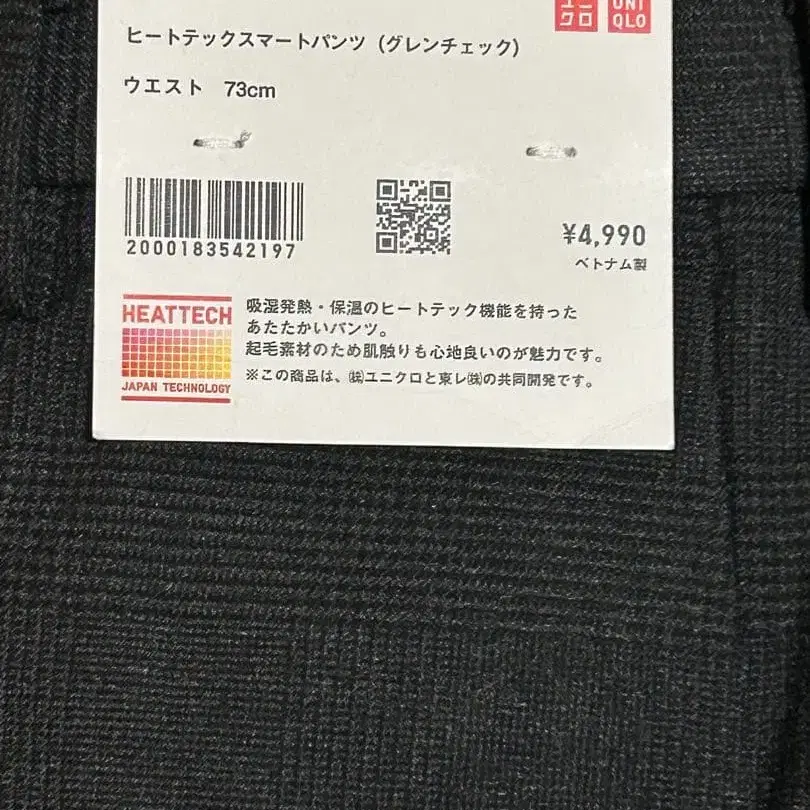 ユニ UNI
クロ QLO
ヒートテックスマートパンツ（グレンチェック）
ウエスト 73cm
2000183542197
¥4,990
ベトナム製
HEATTECH
JAPAN TECHNOLOGY
吸湿発熱・保温のヒートテック機能を持った
あたたかいパンツ。
起毛素材のため肌触りも心地良いのが魅力です。
※この商品は、㈱ユニクロと東レ㈱の共同開発です。